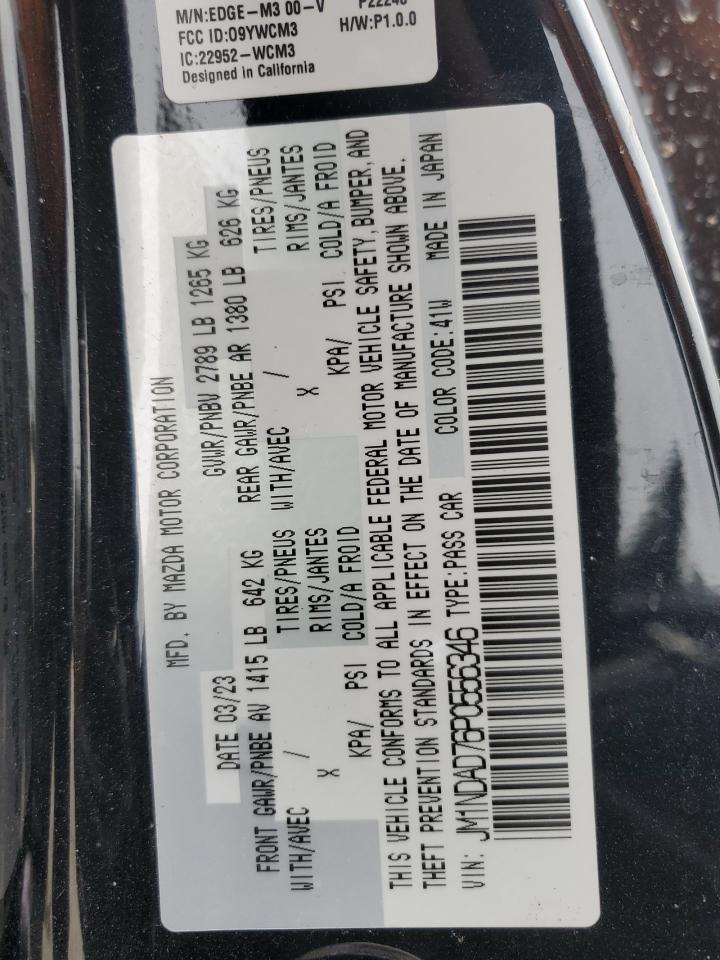 M/N:EDGE-M3 00-V P22240
FCC ID:O9YWCM3 H/W:P1.0.0
IC:22952-WCM3
Designed in California
MFD. BY MAZDA MOTOR CORPORATION
DATE 03/23 GVWR/PNBV 2789 LB 1265 KG
FRONT GAWR/PNBE AV 1415 LB 642 KG REAR GAWR/PNBE AR 1380 LB 626 KG
WITH/AVEC / TIRES/PNEUS WITH/AVEC / TIRES/PNEUS
X RIMS/JANTES X RIMS/JANTES
KPA/ PSI COLD/A FROID KPA/ PSI COLD/A FROID
THIS VEHICLE CONFORMS TO ALL APPLICABLE FEDERAL MOTOR VEHICLE SAFETY, BUMPER, AND
THEFT PREVENTION STANDARDS IN EFFECT ON THE DATE OF MANUFACTURE SHOWN ABOVE.
COLOR CODE:41W MADE IN JAPAN
VIN: JM1NDAD76P0556346 TYPE:PASS CAR